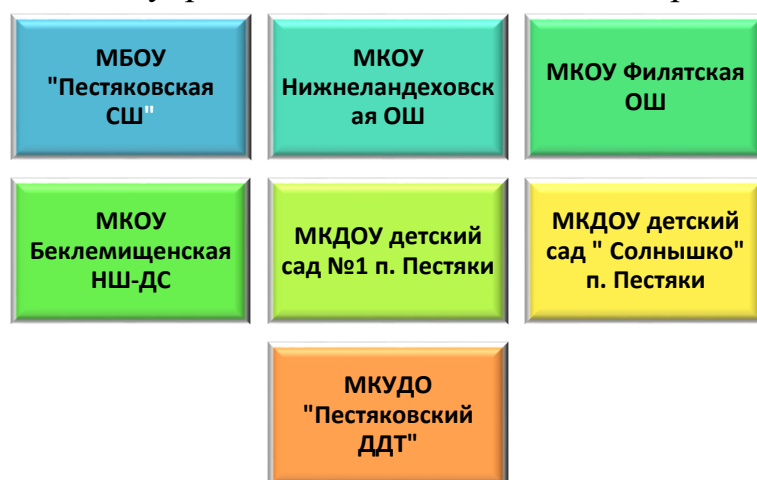 МБОУ
"Пестяковская
СШ"
МКОУ
Нижнеландеховск
ая ОШ
МКОУ Филятская
ОШ
МКОУ
Беклемищенская
НШ-ДС
МКДОУ детский
сад №1 п. Пестяки
МКДОУ детский
сад " Солнышко"
п. Пестяки
МКУДО
"Пестяковский
ДДТ"